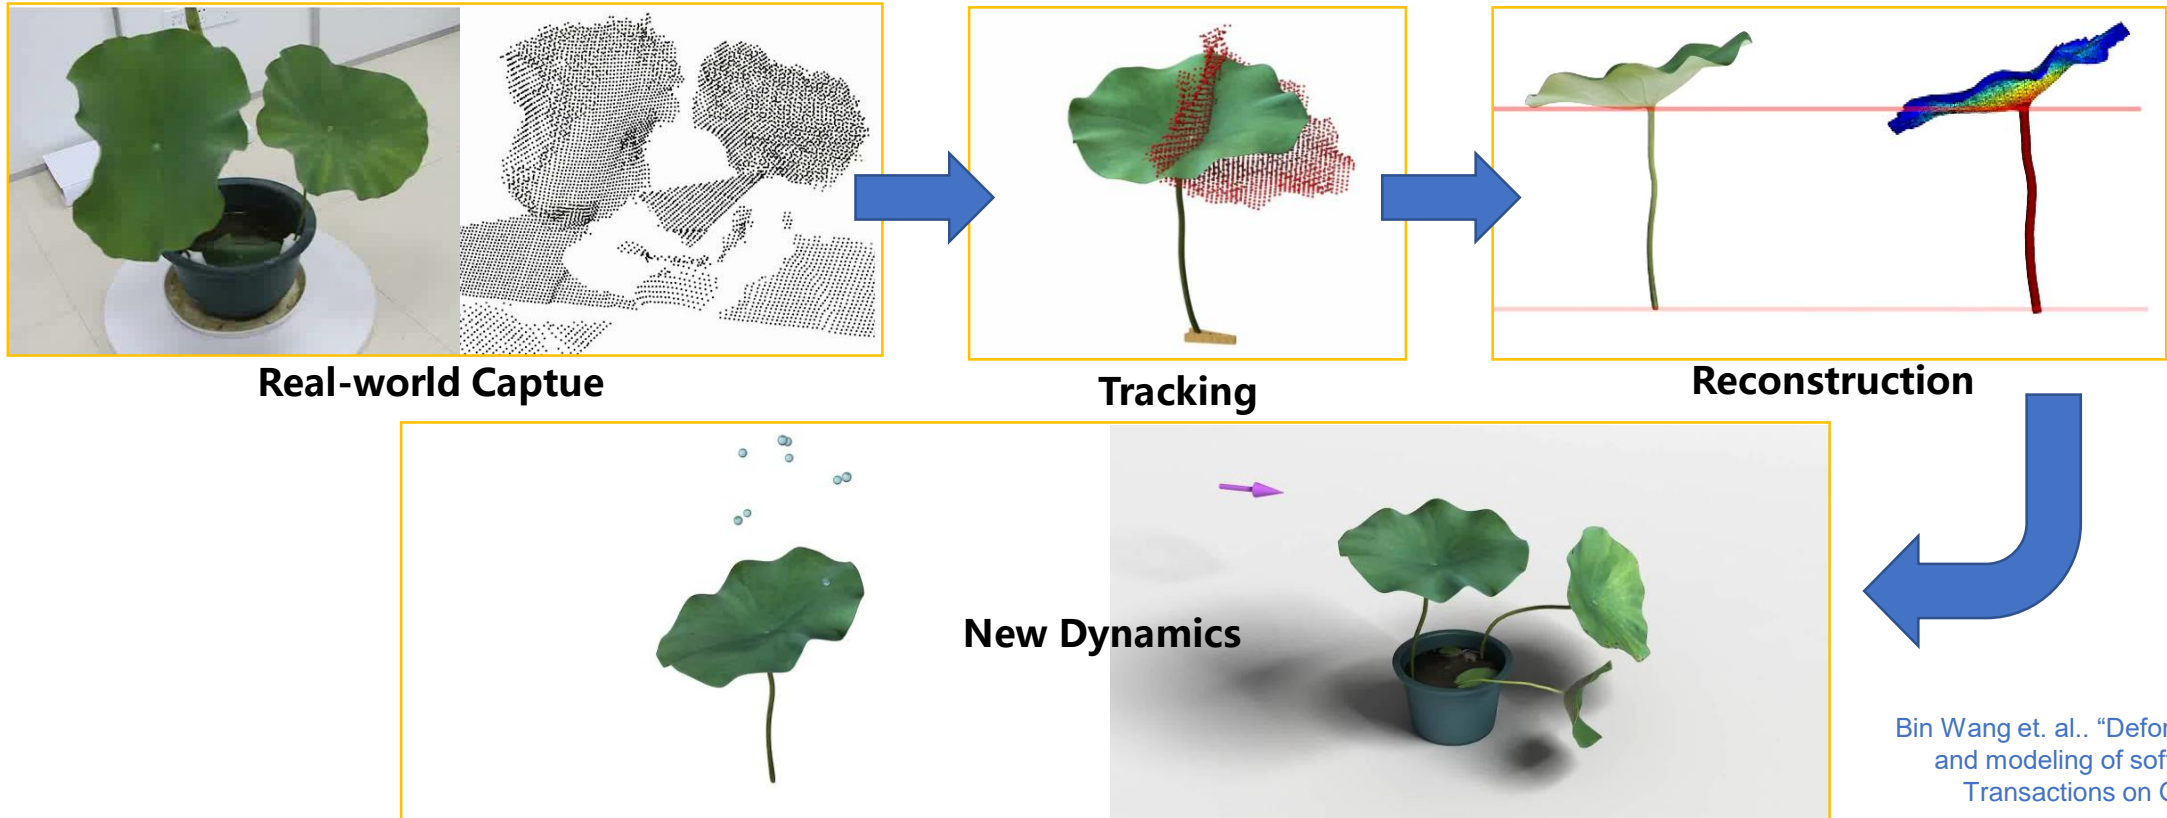 Real-world Captue
Tracking
Reconstruction
New Dynamics
Bin Wang et. al.. “Defor
and modeling of sof
Transactions on